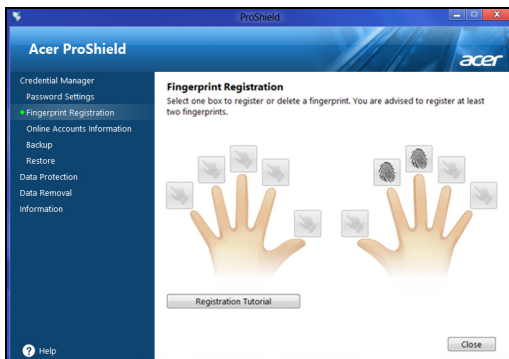 ProShield
Acer ProShield
acer
Credential Manager
Password Settings
Fingerprint Registration
Online Accounts Information
Backup
Restore
Data Protection
Data Removal
Information
Help
Fingerprint Registration
Select one box to register or delete a fingerprint. You are advised to register at least
two fingerprints.
Registration Tutorial
Close